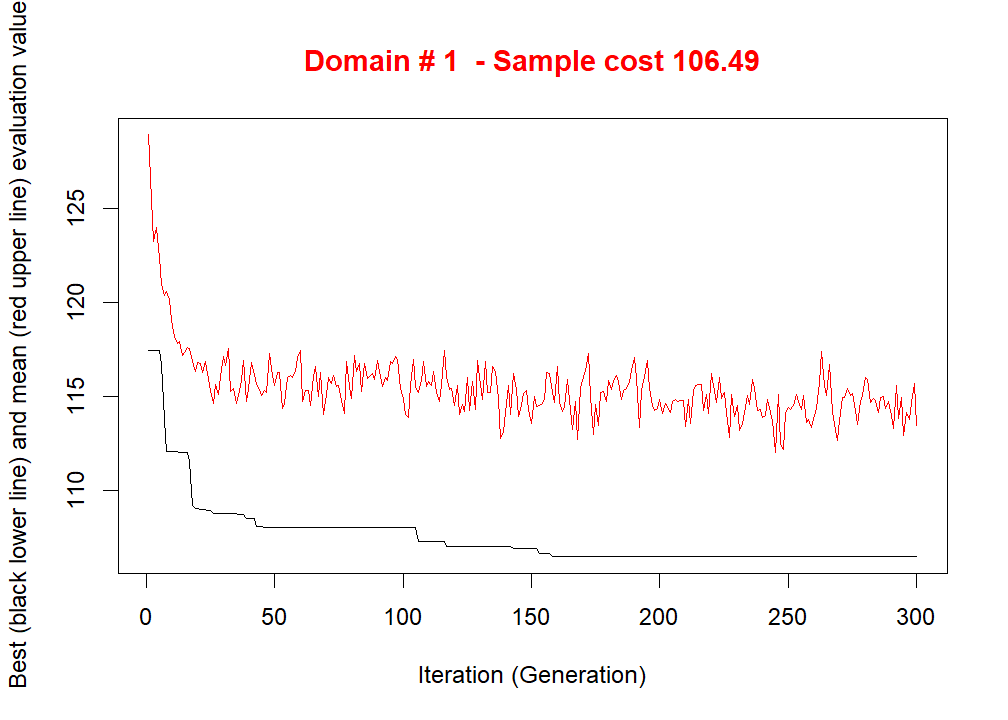 Domain # 1  - Sample cost 106.49
Best (black lower line) and mean (red upper line) evaluation value
125
120
115
110
0 50 100 150 200 250 300
Iteration (Generation)